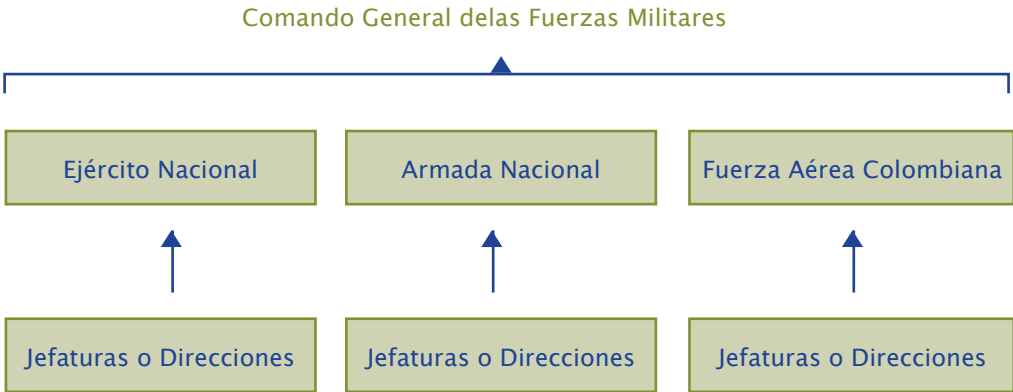 Comando General delas Fuerzas Militares
Ejército Nacional
Armada Nacional
Fuerza Aérea Colombiana
Jefaturas o Direcciones
Jefaturas o Direcciones
Jefaturas o Direcciones